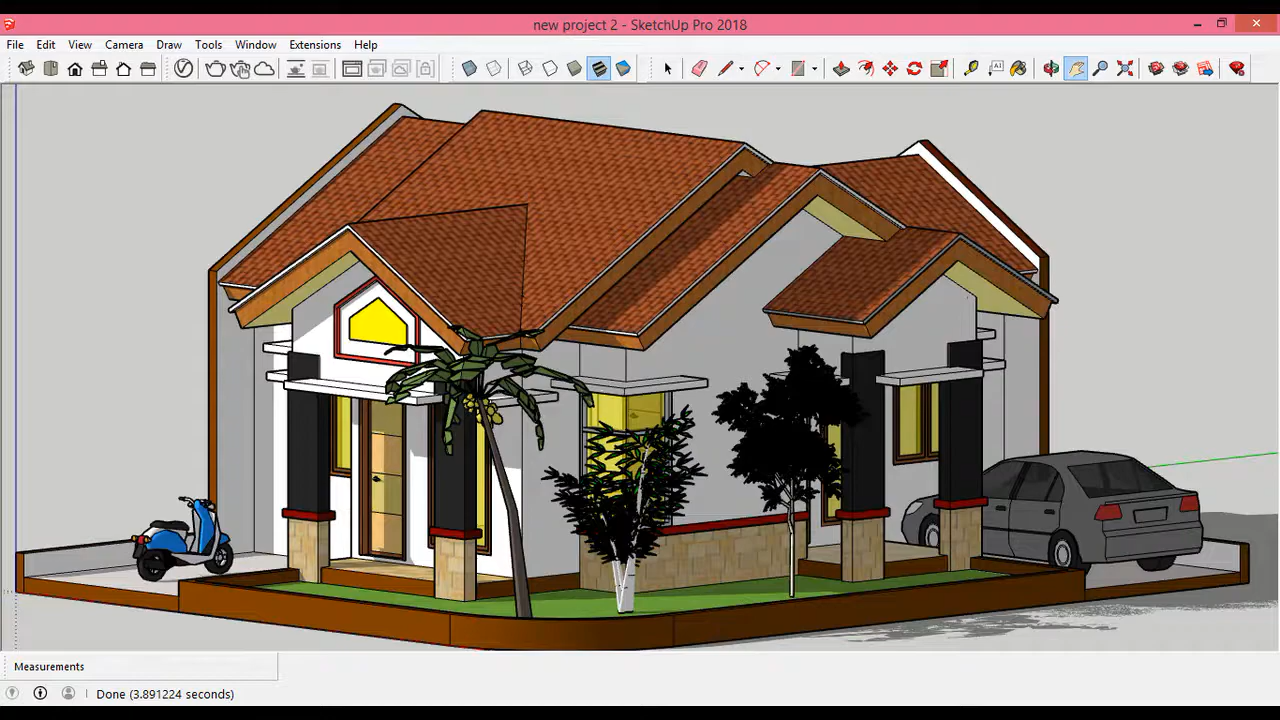 new project 2 - SketchUp Pro 2018
File Edit View Camera Draw Tools Window Extensions Help
Measurements
Done (3.891224 seconds)